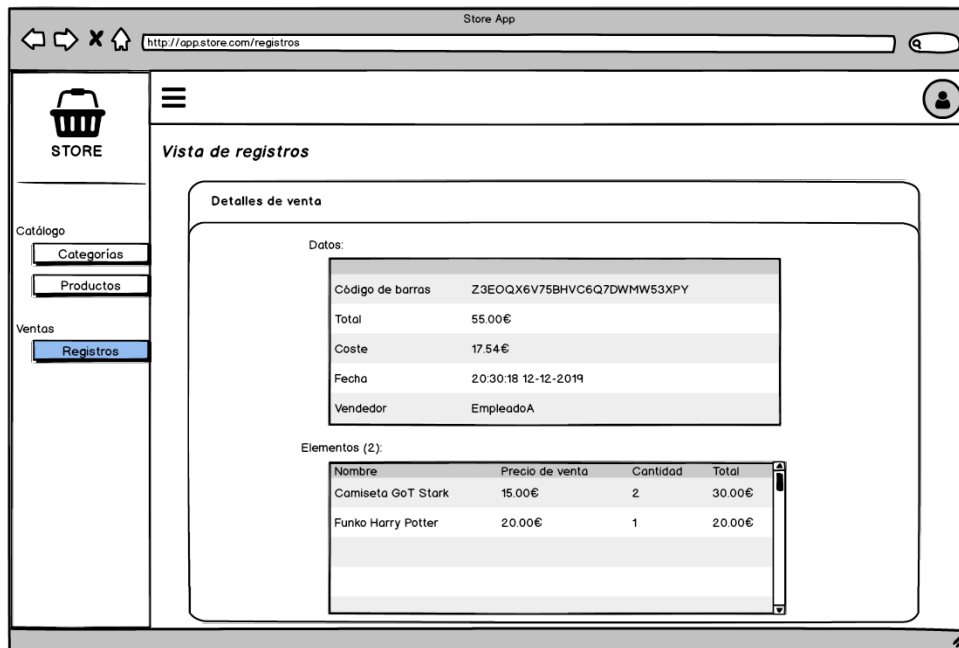 Store App
http://app.store.com/registros
STORE
Vista de registros
Detalles de venta
Catálogo
Categorías
Productos
Ventas
Registros
Datos:
Código de barras Z3EOQX6V75BHVC6Q7DWMW53XPY
Total 55.00€
Coste 17.54€
Fecha 20:30:18 12-12-2019
Vendedor EmpleadoA
Elementos (2):
Nombre Precio de venta Cantidad Total
Camiseta GoT Stark 15.00€ 2 30.00€
Funko Harry Potter 20.00€ 1 20.00€